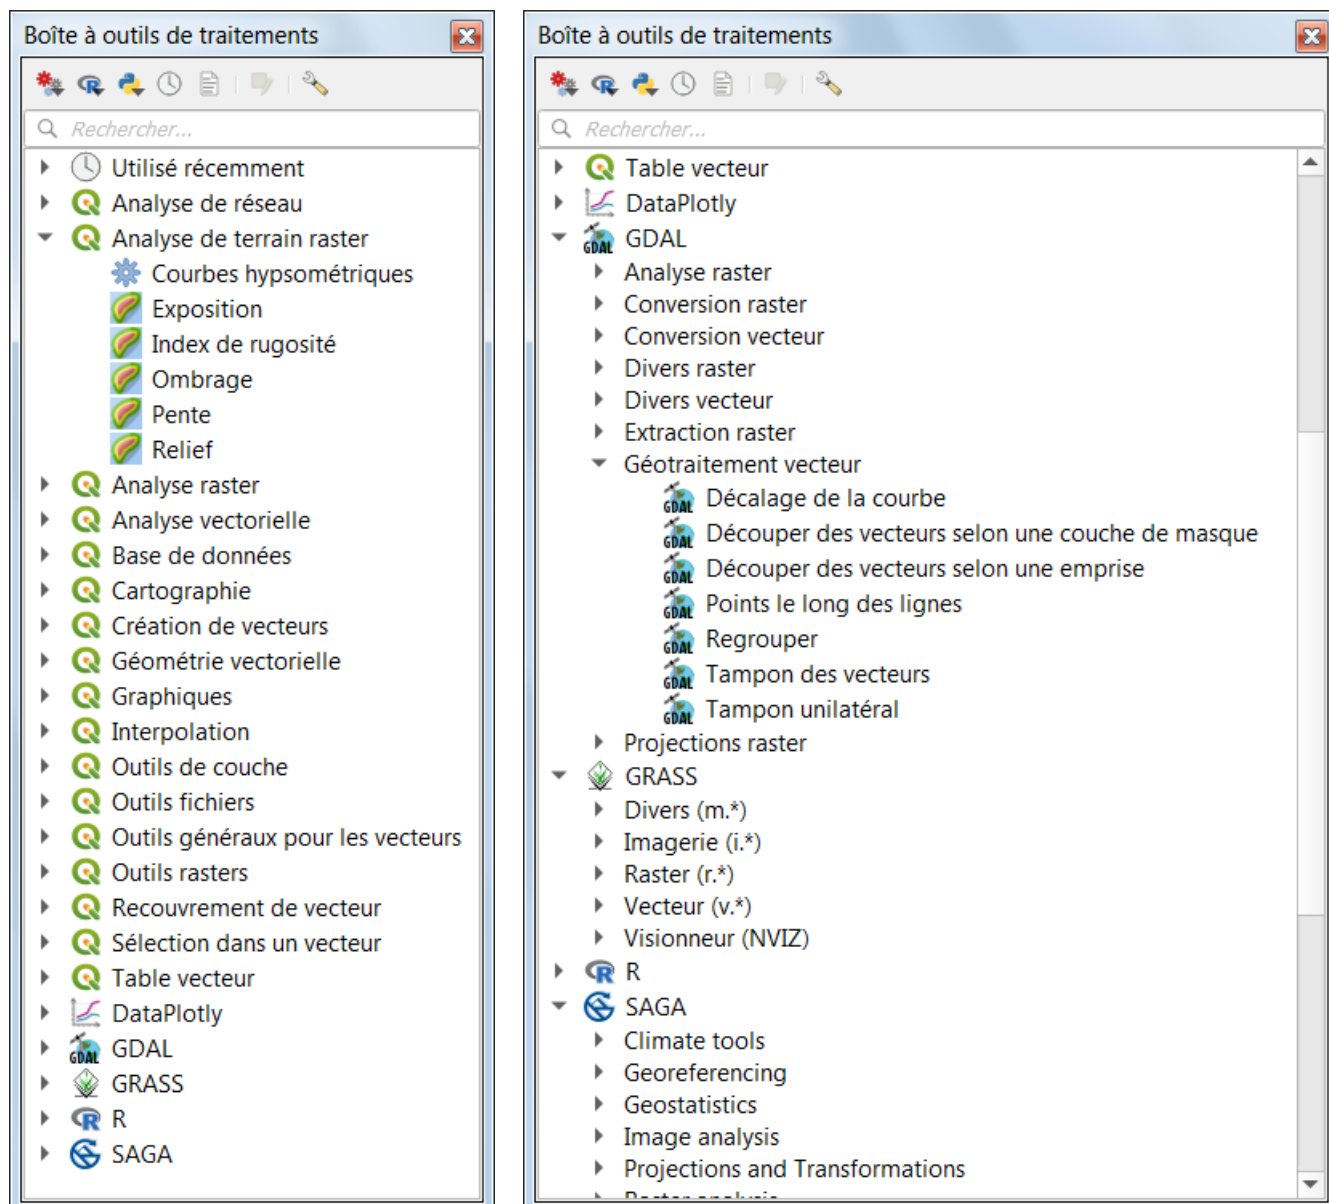 Boîte à outils de traitements
Rechercher...
Utilisé récemment
Analyse de réseau
Analyse de terrain raster
Courbes hypsométriques
Exposition
Index de rugosité
Ombrage
Pente
Relief
Analyse raster
Analyse vectorielle
Base de données
Cartographie
Création de vecteurs
Géométrie vectorielle
Graphiques
Interpolation
Outils de couche
Outils fichiers
Outils généraux pour les vecteurs
Outils rasters
Recouvrement de vecteur
Sélection dans un vecteur
Table vecteur
DataPlotly
GDAL
GRASS
R
SAGA
Boîte à outils de traitements
Rechercher...
Table vecteur
DataPlotly
GDAL
Analyse raster
Conversion raster
Conversion vecteur
Divers raster
Divers vecteur
Extraction raster
Géotraitement vecteur
Décalage de la courbe
Découper des vecteurs selon une couche de masque
Découper des vecteurs selon une emprise
Points le long des lignes
Regrouper
Tampon des vecteurs
Tampon unilatéral
Projections raster
GRASS
Divers (m.*)
Imagerie (i.*)
Raster (r.*)
Vecteur (v.*)
Visionneur (NVIZ)
R
SAGA
Climate tools
Georeferencing
Geostatistics
Image analysis
Projections and Transformations